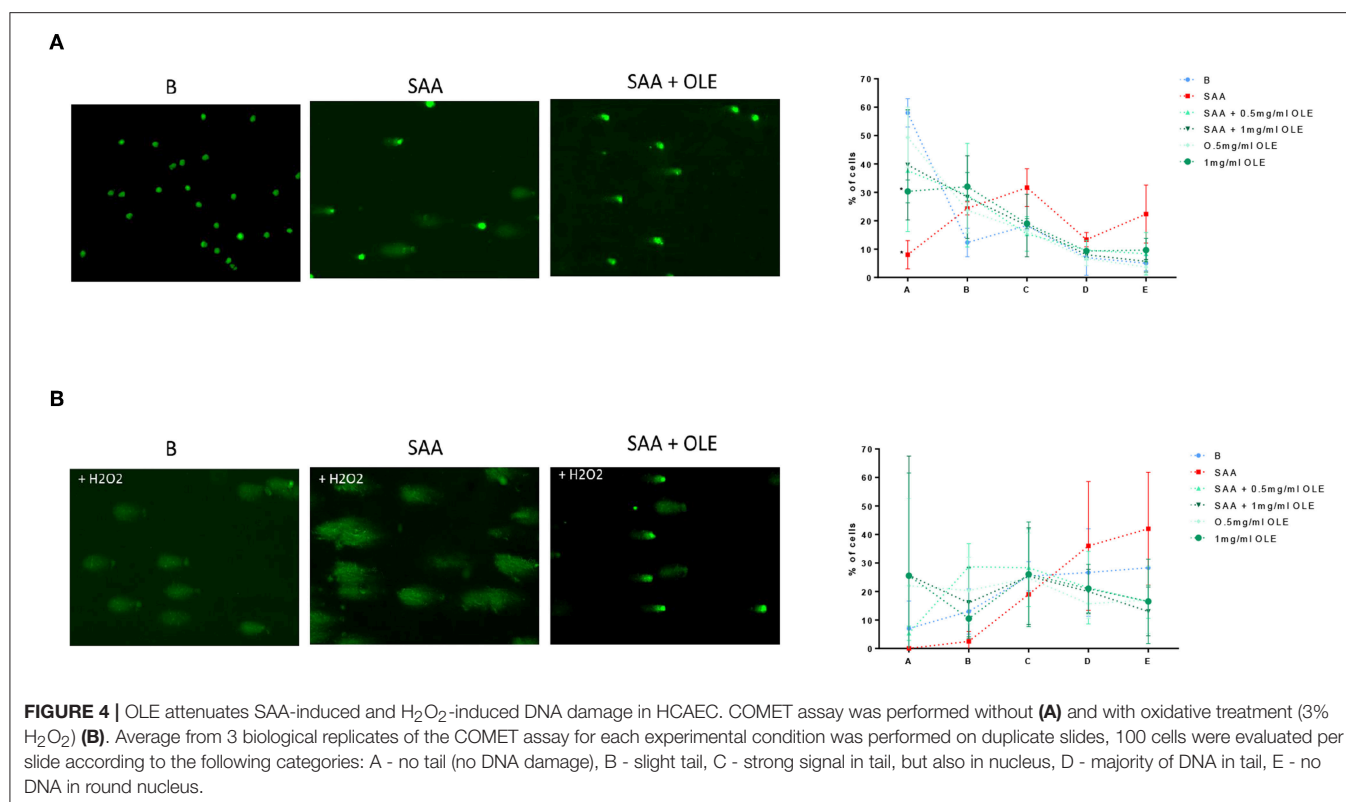 A
B
SAA
SAA + OLE
% of cells
70
60
50
40
30
20
10
0
A B C D E
B
SAA
SAA + 0.5mg/ml OLE
SAA + 1mg/ml OLE
0.5mg/ml OLE
1mg/ml OLE
B
B
SAA
SAA + OLE
+ H2O2
+ H2O2
+ H2O2
% of cells
70
60
50
40
30
20
10
0
A B C D E
B
SAA
SAA + 0.5mg/ml OLE
SAA + 1mg/ml OLE
0.5mg/ml OLE
1mg/ml OLE
FIGURE 4 | OLE attenuates SAA-induced and H2O2-induced DNA damage in HCAEC. COMET assay was performed without (A) and with oxidative treatment (3%
H2O2) (B). Average from 3 biological replicates of the COMET assay for each experimental condition was performed on duplicate slides, 100 cells were evaluated per
slide according to the following categories: A - no tail (no DNA damage), B - slight tail, C - strong signal in tail, but also in nucleus, D - majority of DNA in tail, E - no
DNA in round nucleus.